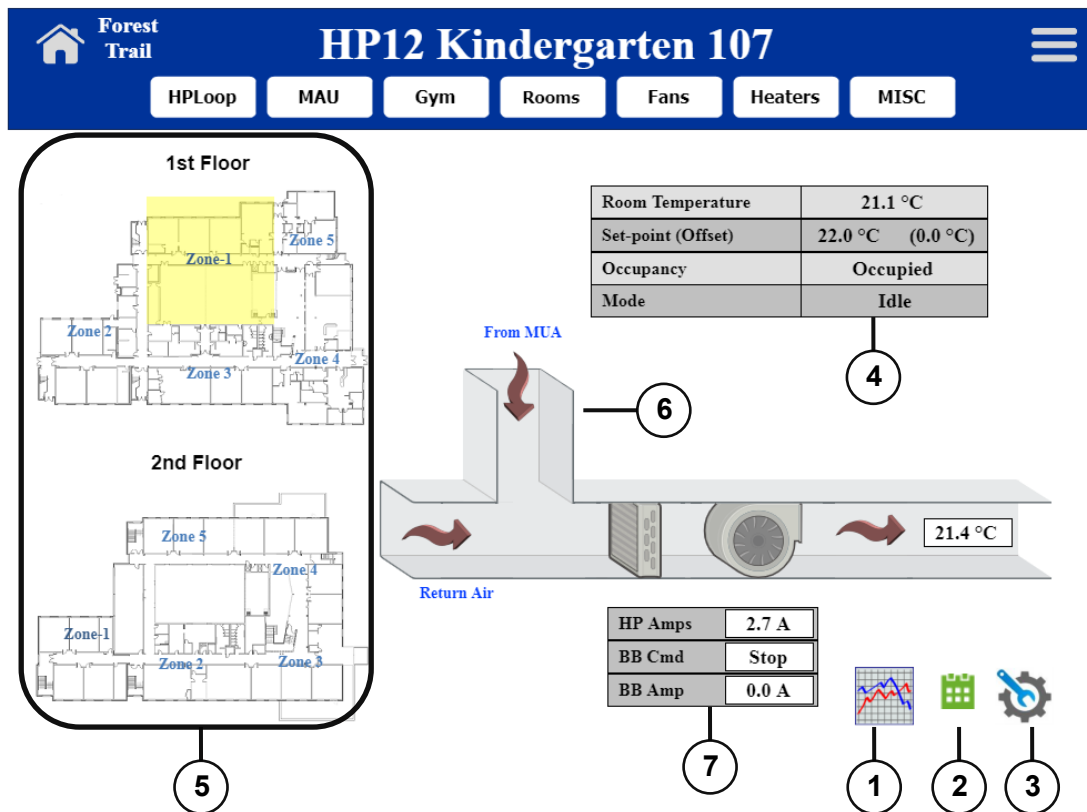 Forest
Trail
HP12 Kindergarten 107
HPLoop MAU Gym Rooms Fans Heaters MISC
1st Floor
Zone 5
Zone-1
Zone 2
Zone 4
Zone 3
2nd Floor
Zone 5
Zone 4
Zone-1
Zone 2
Zone 3
5
Room Temperature 21.1 °C
Set-point (Offset) 22.0 °C (0.0 °C)
Occupancy Occupied
Mode Idle
4
From MUA
6
21.4 °C
Return Air
HP Amps 2.7 A
BB Cmd Stop
BB Amp 0.0 A
7
1
2
3